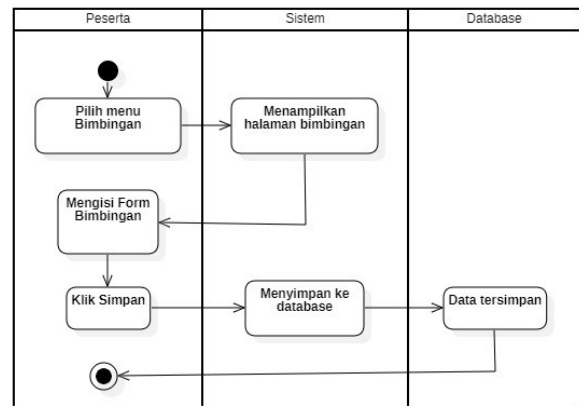 Peserta
Sistem
Database
Pilih menu
Bimbingan
Menampilkan
halaman bimbingan
Mengisi Form
Bimbingan
Klik Simpan
Menyimpan ke
database
Data tersimpan